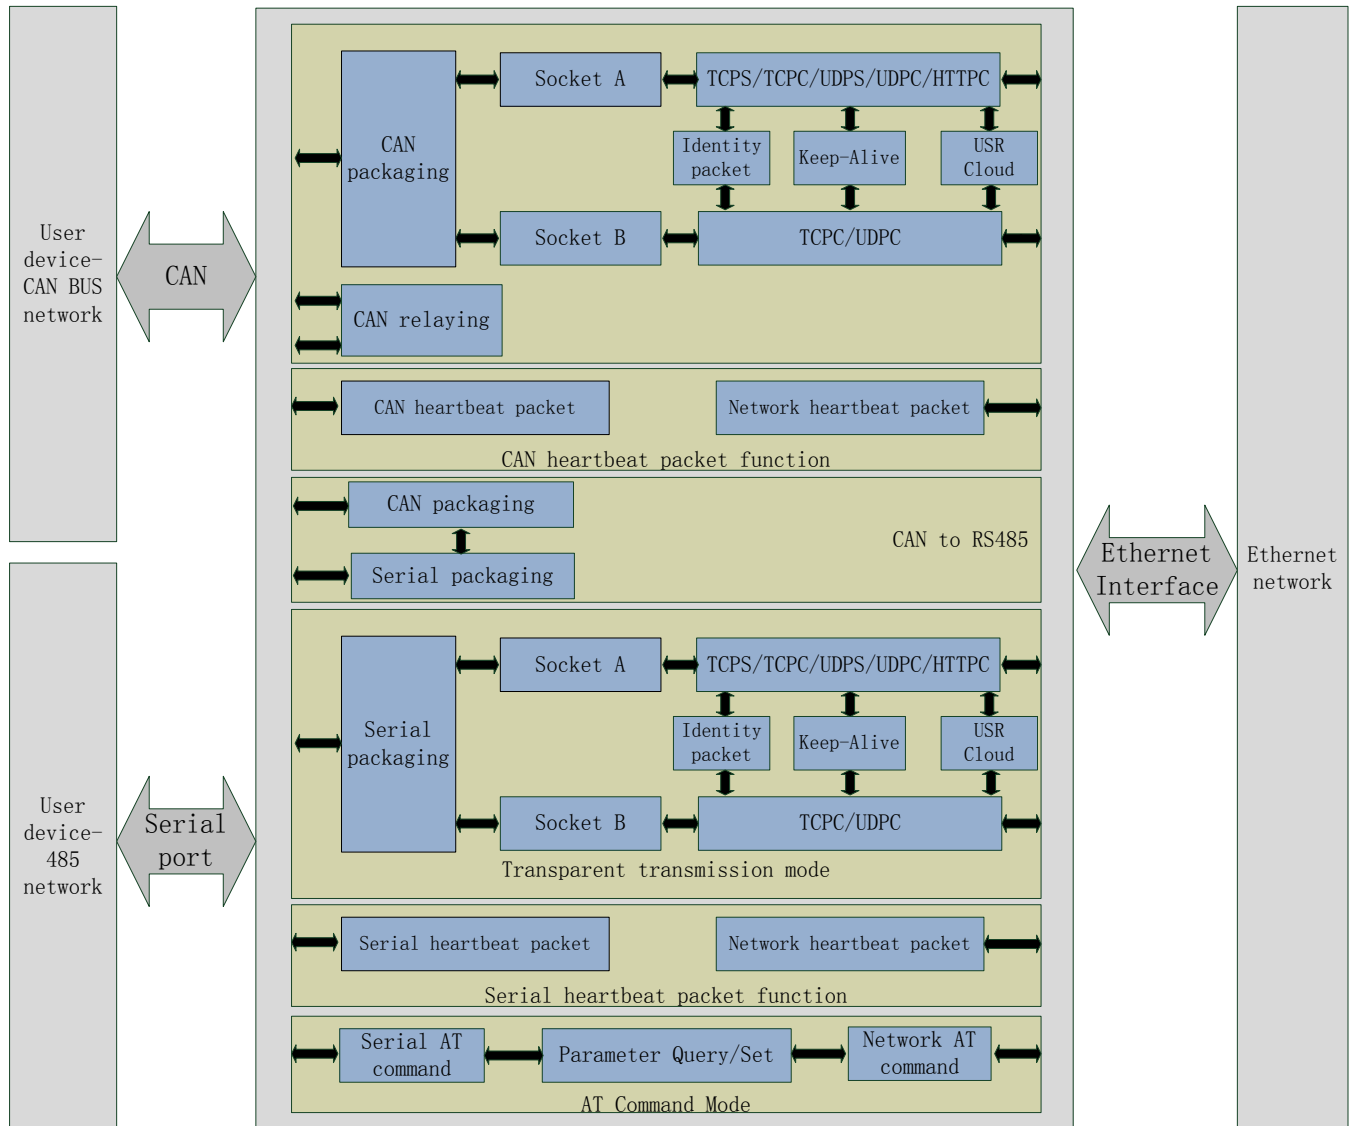 User
device-
CAN BUS
network
CAN
CAN
packaging
Socket A
TCPS/TCPC/UDPS/UDPC/HTTPC
Identity
packet
Keep-Alive
USR
Cloud
Socket B
TCPC/UDPC
CAN relaying
CAN heartbeat packet
Network heartbeat packet
CAN heartbeat packet function
CAN packaging
Serial packaging
CAN to RS485
Ethernet
Interface
Ethernet
network
User
device-
485
network
Serial
port
Serial
packaging
Socket A
TCPS/TCPC/UDPS/UDPC/HTTPC
Identity
packet
Keep-Alive
USR
Cloud
Socket B
TCPC/UDPC
Transparent transmission mode
Serial heartbeat packet
Network heartbeat packet
Serial heartbeat packet function
Serial AT
command
Parameter Query/Set
Network AT
command
AT Command Mode